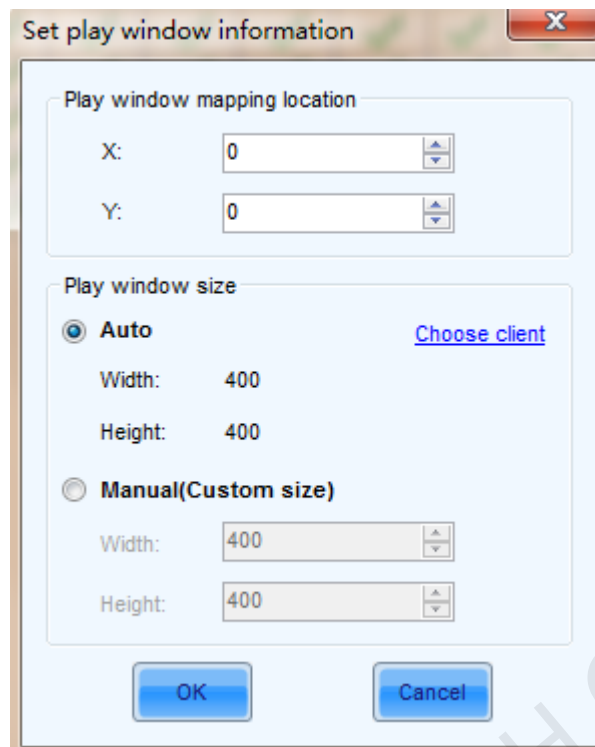 Set play window information
Play window mapping location
X: 0
Y: 0
Play window size
Auto Choose client
Width: 400
Height: 400
Manual(Custom size)
Width: 400
Height: 400
OK Cancel